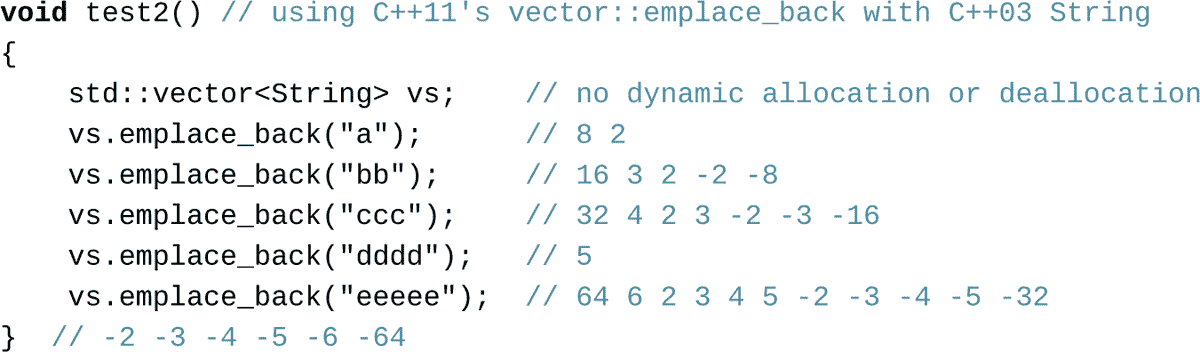 void test2() // using C++11's vector::emplace_back with C++03 String
{
    std::vector<String> vs;    // no dynamic allocation or deallocation
    vs.emplace_back("a");      // 8 2
    vs.emplace_back("bb");     // 16 3 2 -2 -8
    vs.emplace_back("ccc");    // 32 4 2 3 -2 -3 -16
    vs.emplace_back("dddd");   // 5
    vs.emplace_back("eeeee");  // 64 6 2 3 4 5 -2 -3 -4 -5 -32
}  // -2 -3 -4 -5 -6 -64